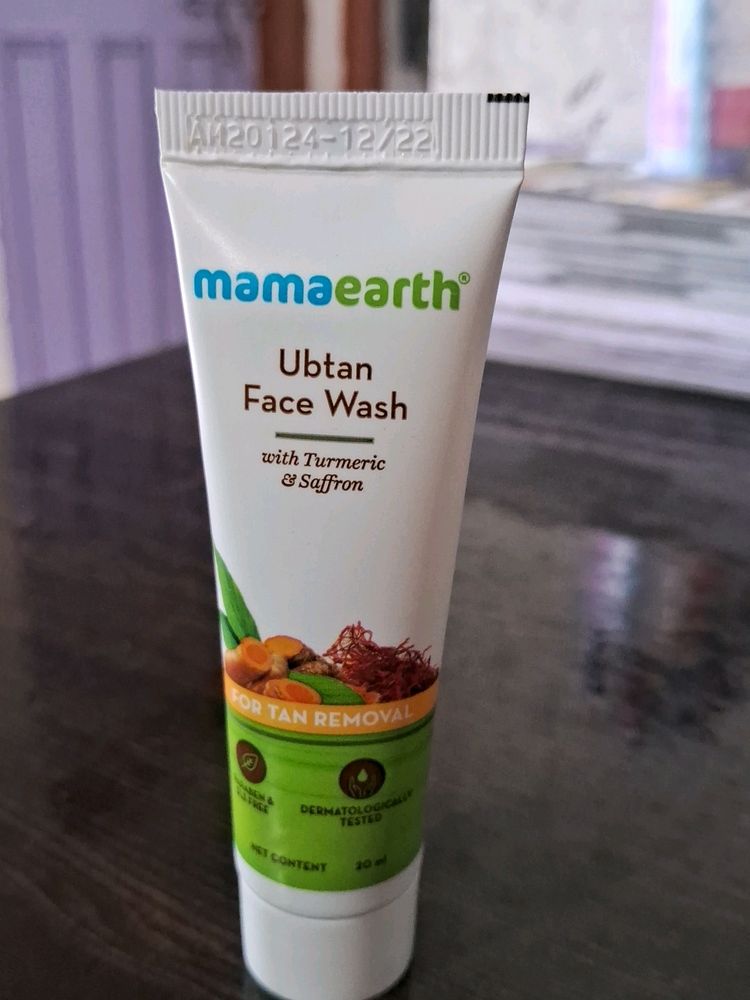 AM20124-12/22
mamaearth®
Ubtan
Face Wash
with Turmeric
& Saffron
FOR TAN REMOVAL
& FREE
DERMATOLOGICALLY
TESTED
NET CONTENT 20 ml